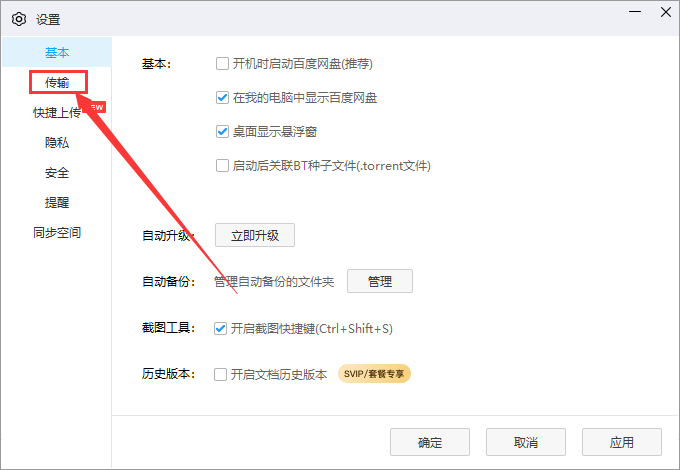 设置
基本
传输
快捷上传
NEW
隐私
安全
提醒
同步空间
基本：
开机时启动百度网盘(推荐)
在我的电脑中显示百度网盘
桌面显示悬浮窗
启动后关联BT种子文件(.torrent文件)
自动升级： 立即升级
自动备份： 管理自动备份的文件夹 管理
截图工具： 开启截图快捷键(Ctrl+Shift+S)
历史版本： 开启文档历史版本 SVIP/套餐专享
确定 取消 应用